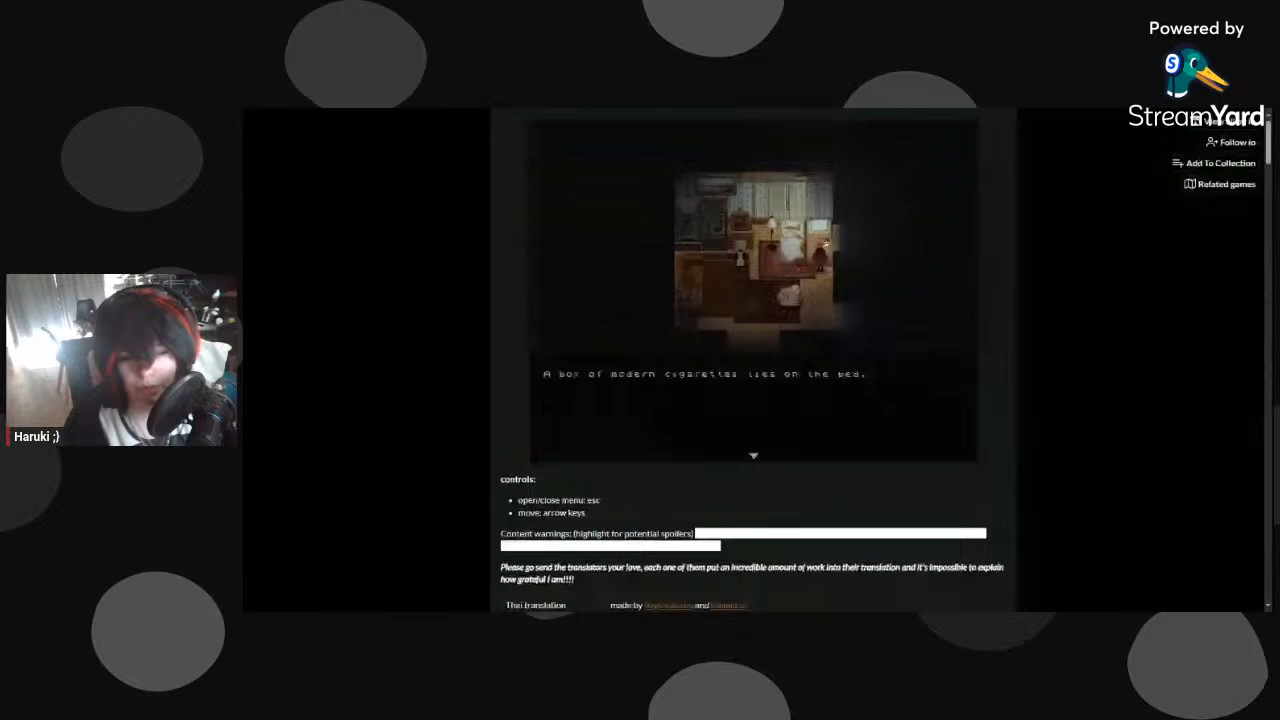 Powered by
StreamYard
Follow io
Add To Collection
Related games
A box of modern cigarettes lies on the bed.
Haruki ;}
controls:
open/close menu: esc
move: arrow keys
Content warnings: (highlight for potential spoilers)
Please go send the translators your love, each one of them put an incredible amount of work into their translation and it's impossible to explain
how grateful I am!!!!
Thai translation made by and